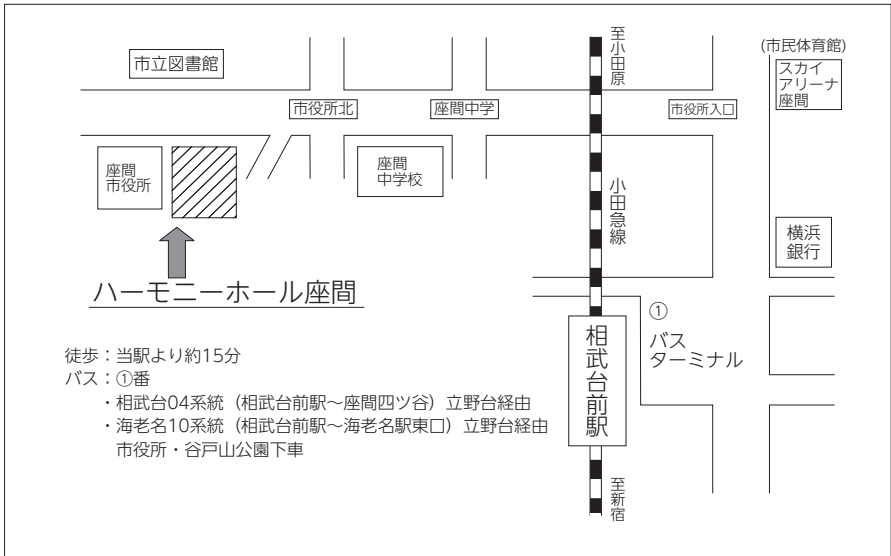 市立図書館
市役所北
座間中学
至小田原
市役所入口
(市民体育館)
スカイ
アリーナ
座間
座間
市役所
座間
中学校
小田急線
横浜
銀行
ハーモニーホール座間
①
バス
ターミナル
相武台前駅
徒歩：当駅より約15分
バス：①番
・相武台04系統（相武台前駅～座間四ツ谷）立野台経由
・海老名10系統（相武台前駅～海老名駅東口）立野台経由
市役所・谷戸山公園下車
至新宿